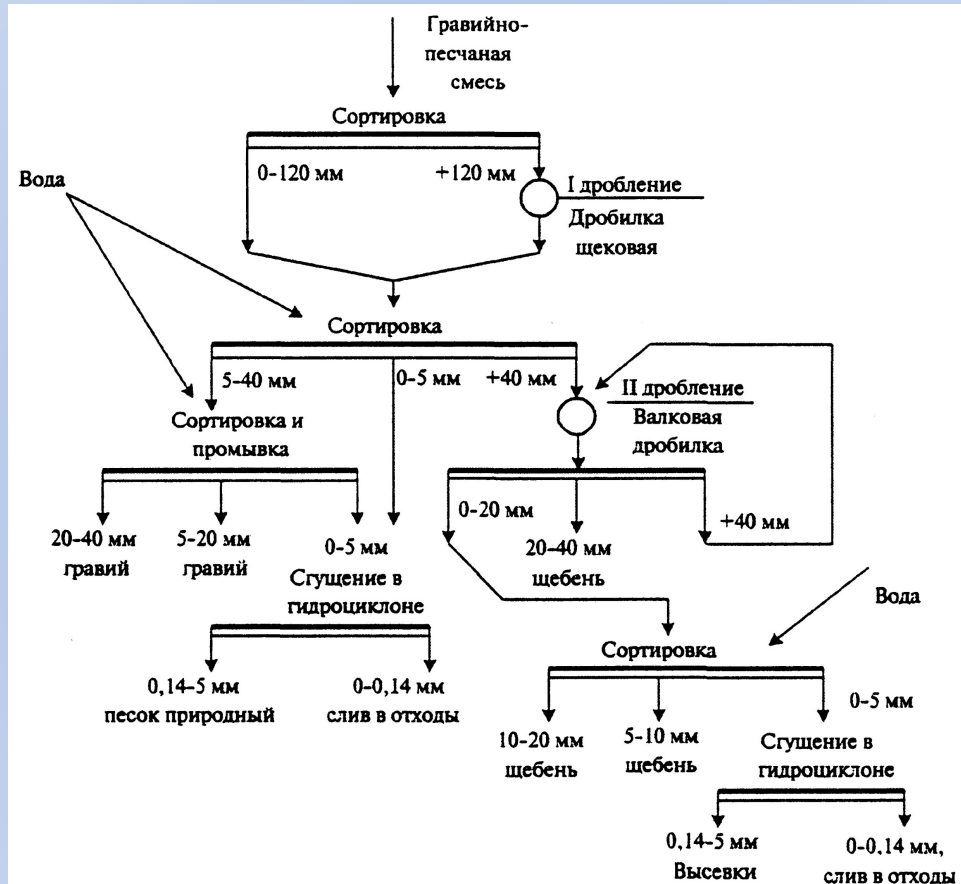 Гравийно-
песчаная
смесь
Сортировка
0-120 мм
+120 мм
Вода
I дробление
Дробилка
щековая
Сортировка
5-40 мм
0-5 мм
+40 мм
II дробление
Валковая
дробилка
Сортировка и
промывка
0-20 мм
+40 мм
20-40 мм
гравий
5-20 мм
гравий
0-5 мм
20-40 мм
щебень
Сгущение в
гидроциклоне
Вода
Сортировка
0,14-5 мм
песок природный
0-0,14 мм
слив в отходы
0-5 мм
10-20 мм
щебень
5-10 мм
щебень
Сгущение в
гидроциклоне
0,14-5 мм
Высевки
0-0,14 мм,
слив в отходы